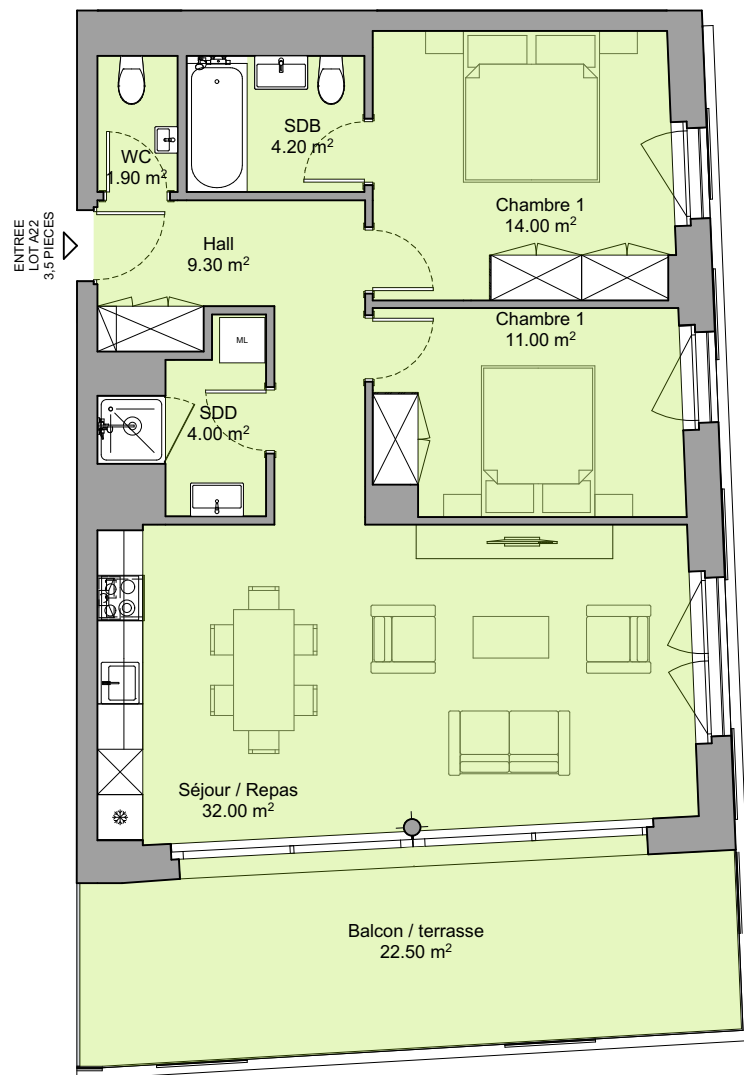 WC
1.90 m²
SDB
4.20 m²
Chambre 1
14.00 m²
ENTREE
LOT A22
3,5 PIECES
Hall
9.30 m²
Chambre 1
11.00 m²
ML
SDD
4.00 m²
Séjour / Repas
32.00 m²
Balcon / terrasse
22.50 m²